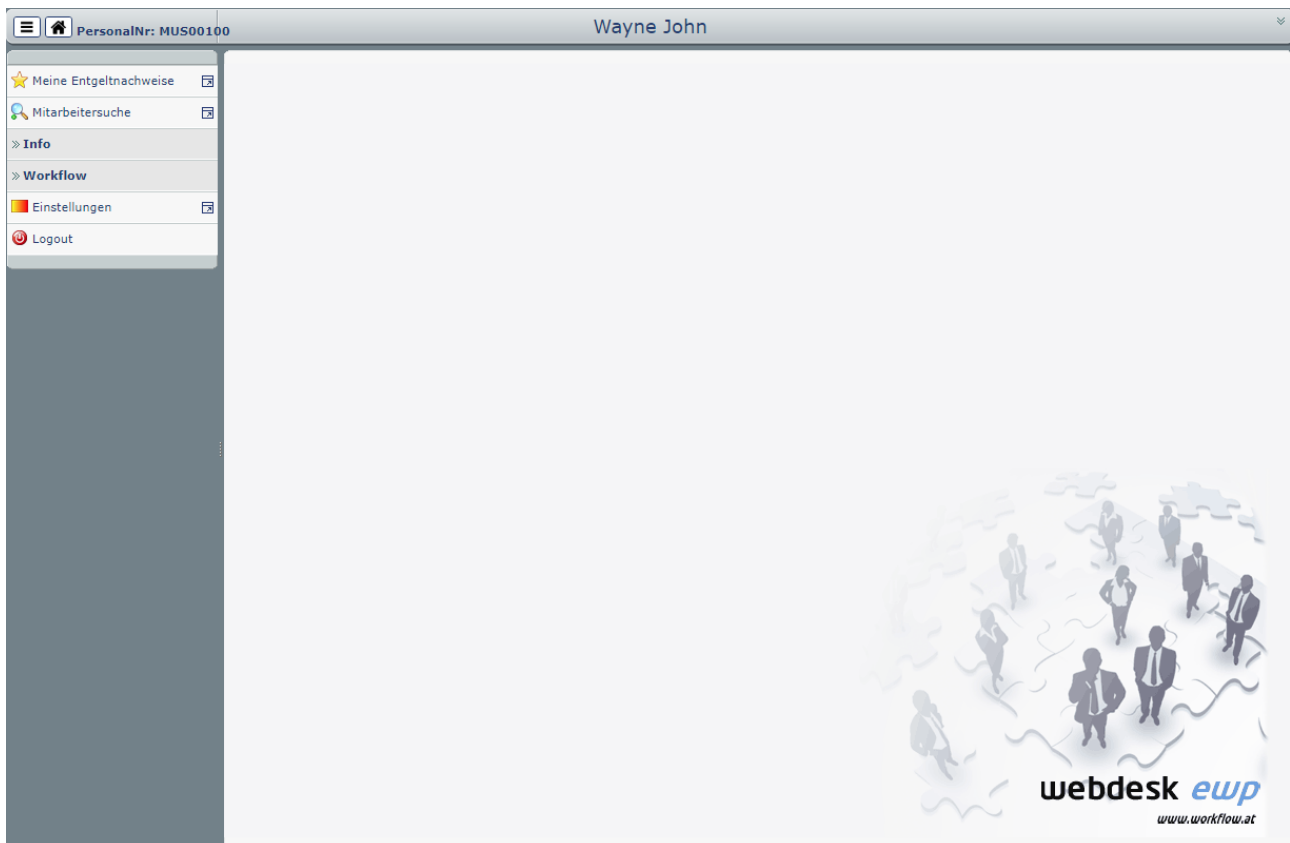 PersonalNr: MUS00100
Wayne John
Meine Entgeltnachweise
Mitarbeitersuche
» Info
» Workflow
Einstellungen
Logout
webdesk ewp
www.workflow.at